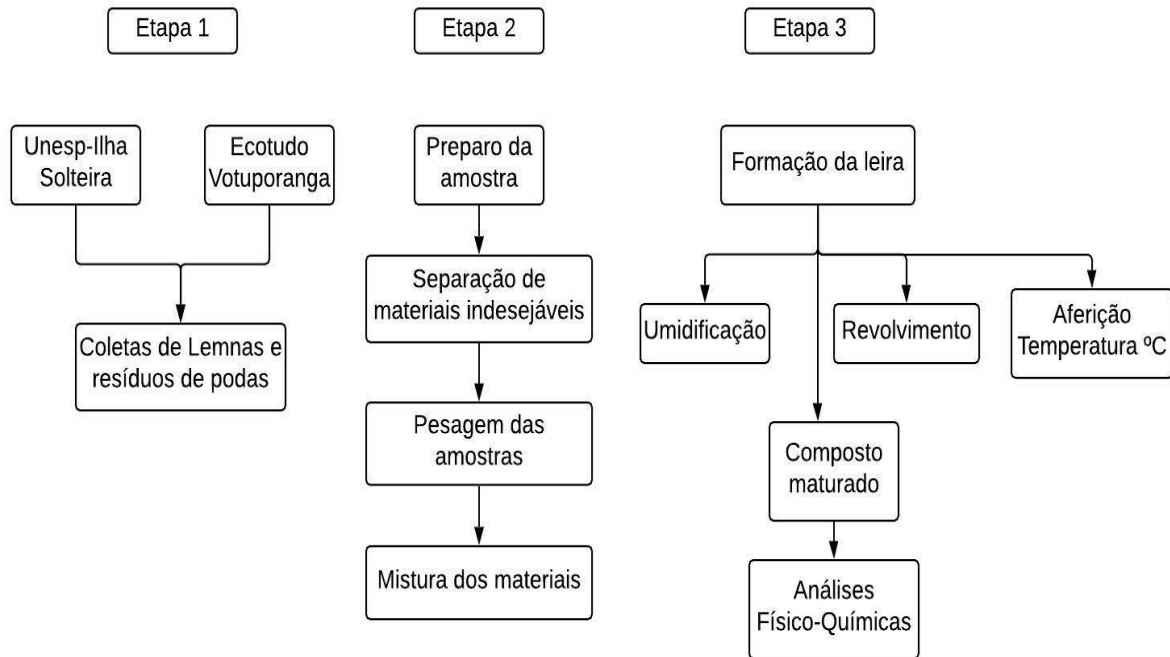 Etapa 1
Unesp-Ilha
Solteira
Ecotudo
Votuporanga
Coletas de Lemnas e
resíduos de podas
Etapa 2
Preparo da
amostra
Separação de
materiais indesejáveis
Pesagem das
amostras
Mistura dos materiais
Etapa 3
Formação da leira
Umidificação
Revolvimento
Aferição
Temperatura ºC
Composto
maturado
Análises
Físico-Químicas